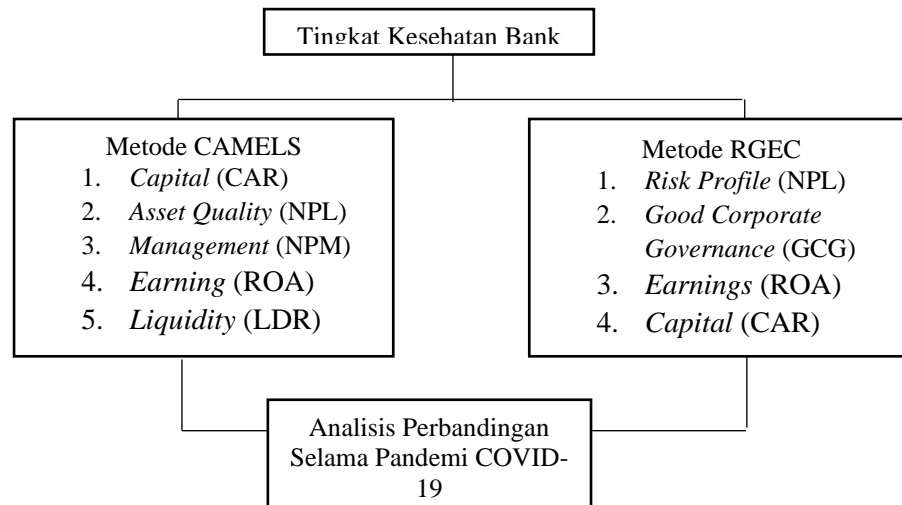 Tingkat Kesehatan Bank
Metode CAMELS
1. Capital (CAR)
2. Asset Quality (NPL)
3. Management (NPM)
4. Earning (ROA)
5. Liquidity (LDR)
Metode RGEC
1. Risk Profile (NPL)
2. Good Corporate
Governance (GCG)
3. Earnings (ROA)
4. Capital (CAR)
Analisis Perbandingan
Selama Pandemi COVID-
19